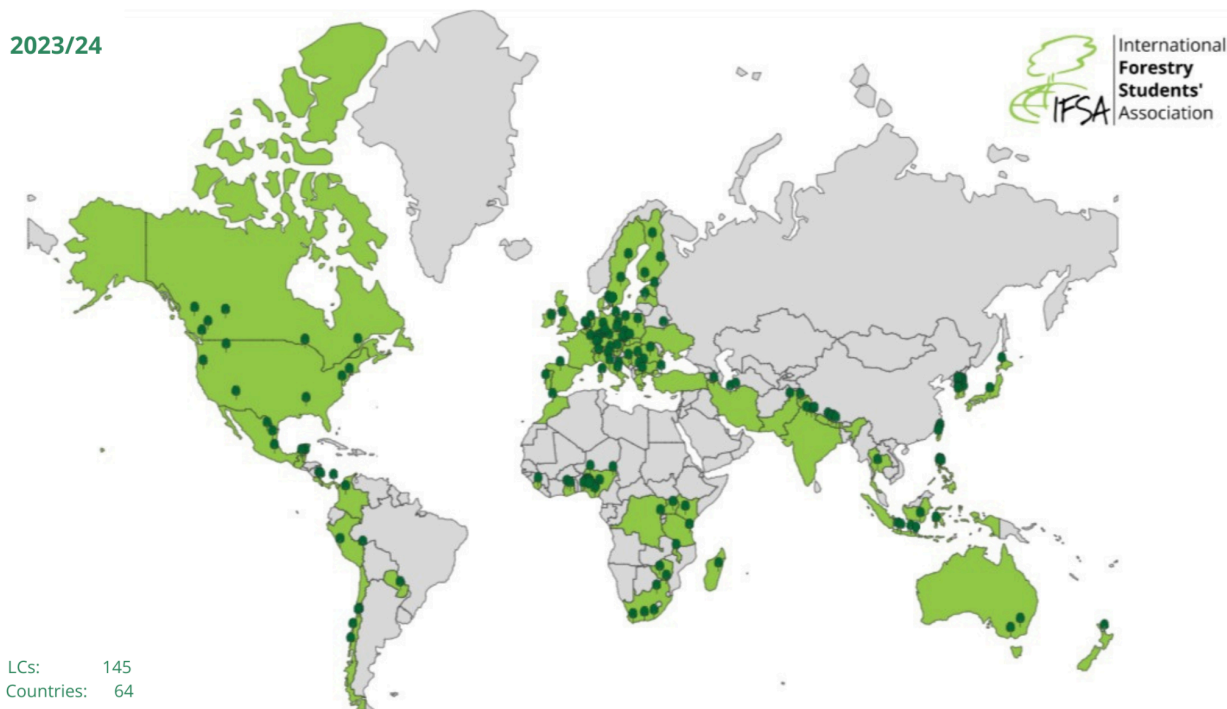 2023/24
International
Forestry
Students'
IFSA Association
LCs: 145
Countries: 64